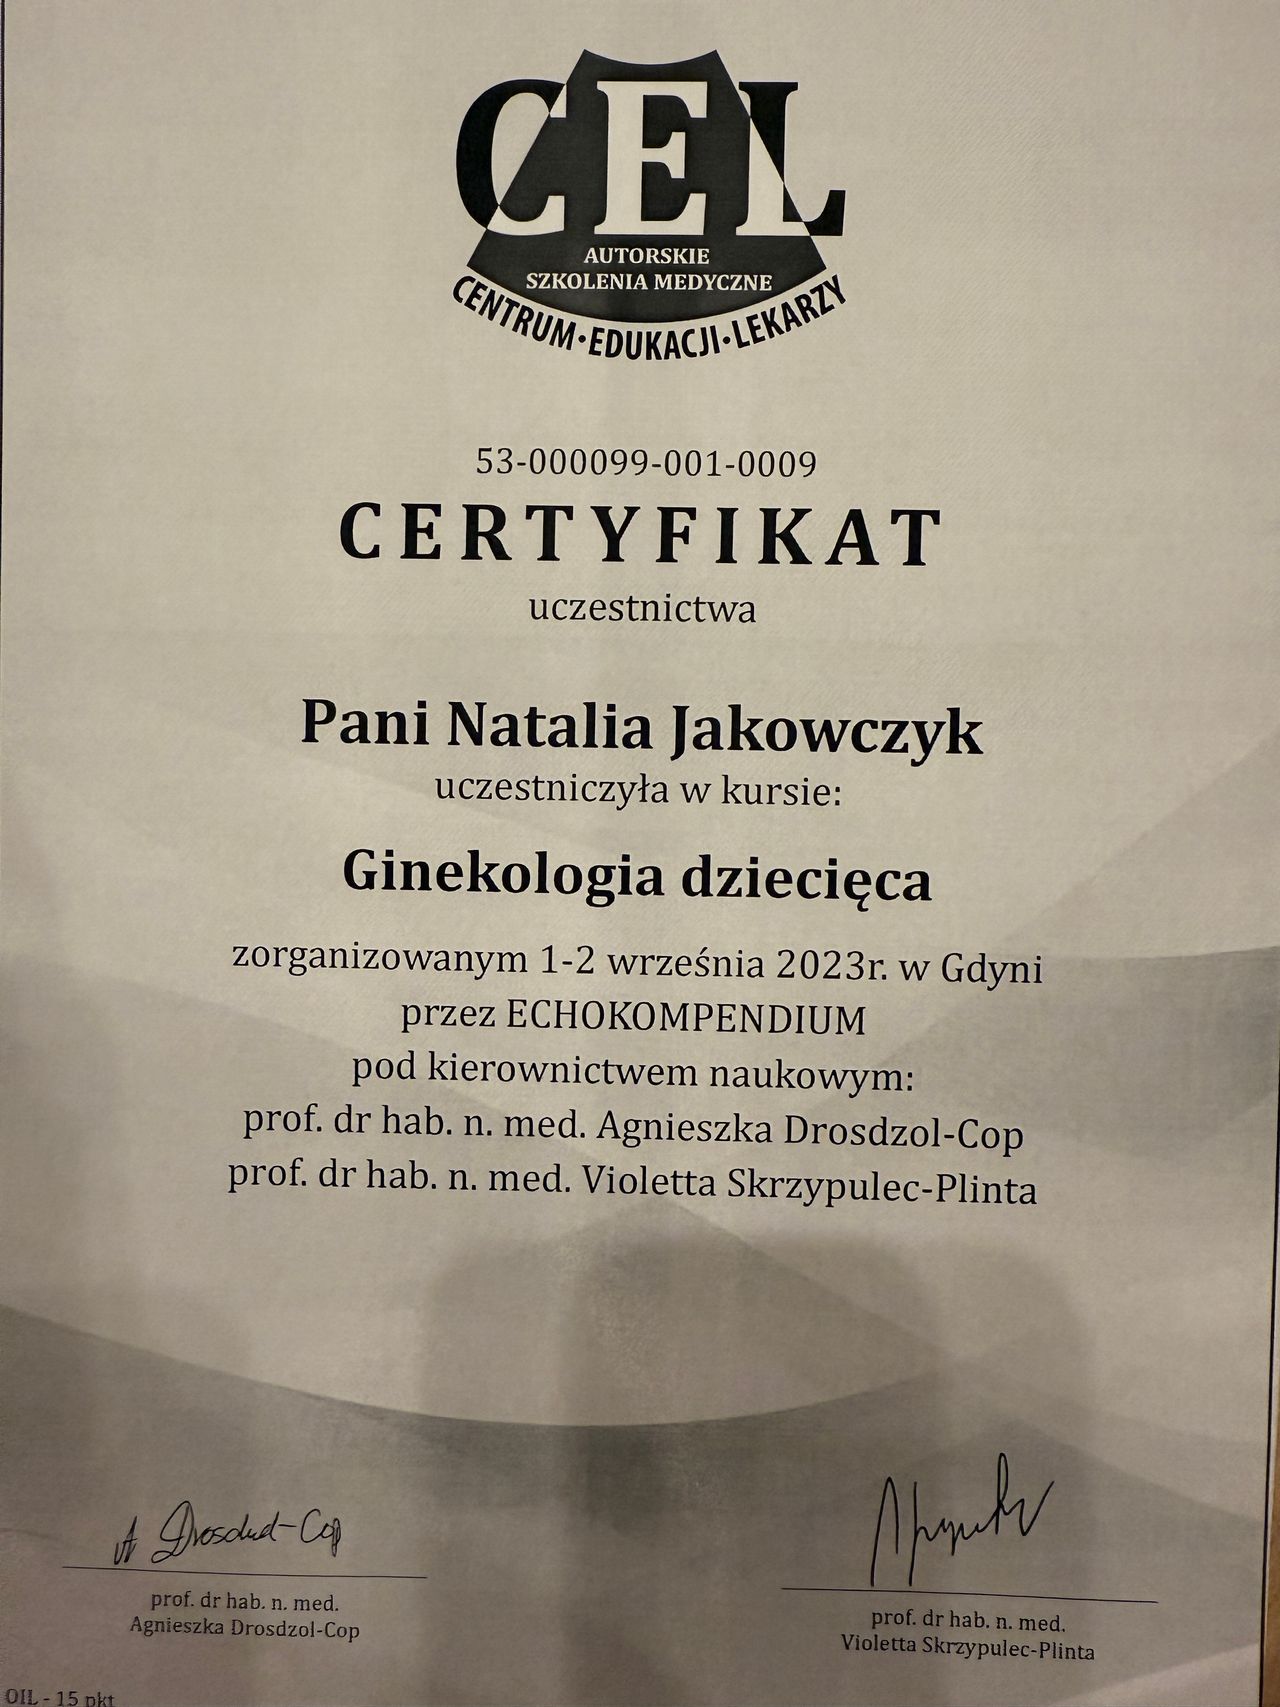 CEL
AUTORSKIE
SZKOLENIA MEDYCZNE
CENTRUM·EDUKACJI·LEKARZY
53-000099-001-0009
CERTYFIKAT
uczestnictwa
Pani Natalia Jakowczyk
uczestniczyła w kursie:
Ginekologia dziecięca
zorganizowanym 1-2 września 2023r. w Gdyni
przez ECHOKOMPENDIUM
pod kierownictwem naukowym:
prof. dr hab. n. med. Agnieszka Drosdzol-Cop
prof. dr hab. n. med. Violetta Skrzypulec-Plinta
A Drosdzol-Cop
prof. dr hab. n. med.
Agnieszka Drosdzol-Cop
prof. dr hab. n. med.
Violetta Skrzypulec-Plinta
OIL - 15 pkt